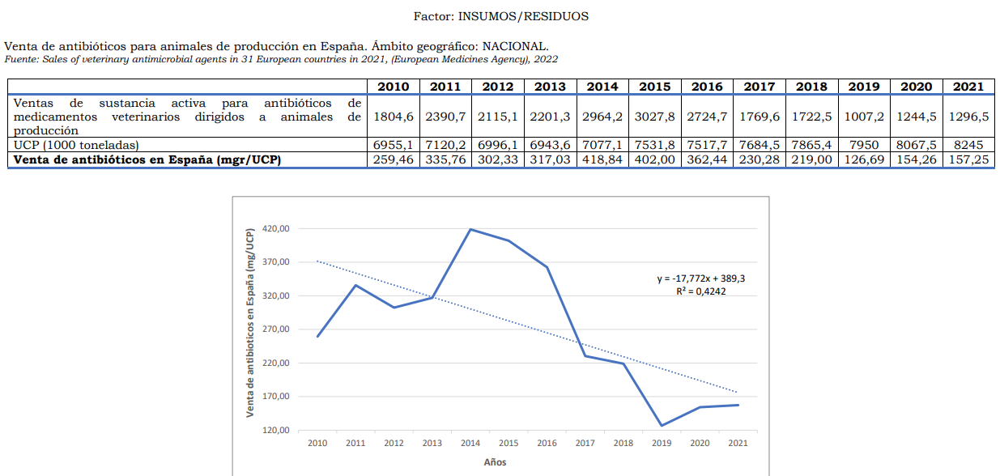 Factor: INSUMOS/RESIDUOS
Venta de antibióticos para animales de producción en España. Ámbito geográfico: NACIONAL.
Fuente: Sales of veterinary antimicrobial agents in 31 European countries in 2021, (European Medicines Agency), 2022
2010 2011 2012 2013 2014 2015 2016 2017 2018 2019 2020 2021
Ventas de sustancia activa para antibióticos de
medicamentos veterinarios dirigidos a animales de
producción
1804,6 2390,7 2115,1 2201,3 2964,2 3027,8 2724,7 1769,6 1722,5 1007,2 1244,5 1296,5
UCP (1000 toneladas) 6955,1 7120,2 6996,1 6943,6 7077,1 7531,8 7517,7 7684,5 7865,4 7950 8067,5 8245
Venta de antibióticos en España (mgr/UCP) 259,46 335,76 302,33 317,03 418,84 402,00 362,44 230,28 219,00 126,69 154,26 157,25
Venta de antibioticos en España (mg/UCP)
420,00
370,00
320,00
270,00
220,00
170,00
120,00
y = -17,772x + 389,3
R² = 0,4242
2010 2011 2012 2013 2014 2015 2016 2017 2018 2019 2020 2021
Años